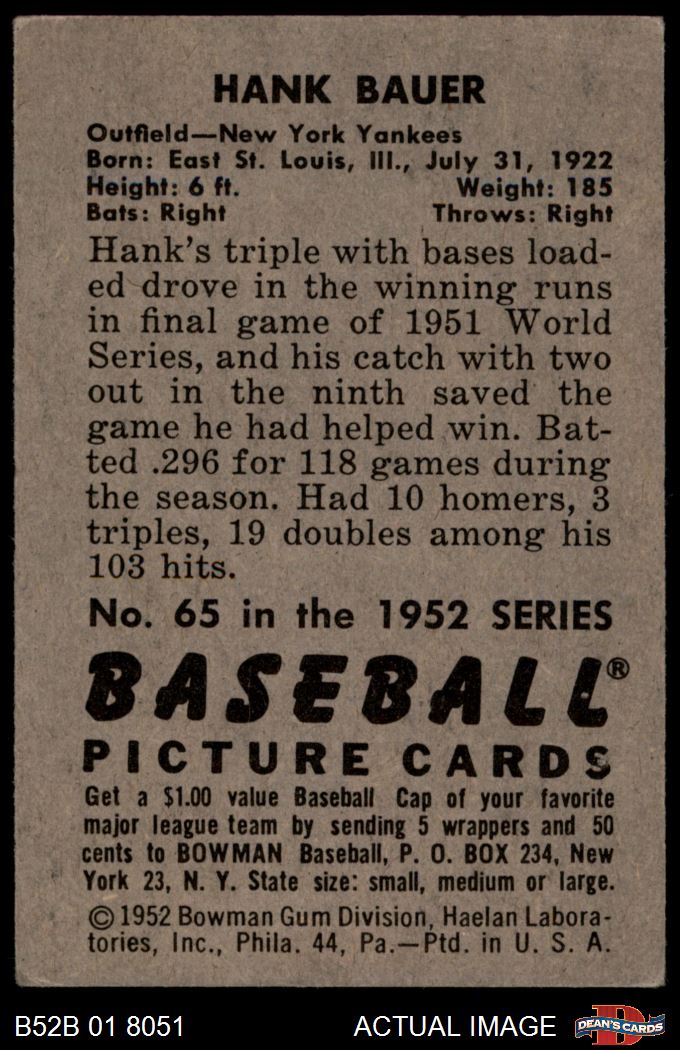 HANK BAUER
Outfield—New York Yankees
Born: East St. Louis, Ill., July 31, 1922
Height: 6 ft. Weight: 185
Bats: Right Throws: Right
Hank's triple with bases load-
ed drove in the winning runs
in final game of 1951 World
Series, and his catch with two
out in the ninth saved the
game he had helped win. Bat-
ted .296 for 118 games during
the season. Had 10 homers, 3
triples, 19 doubles among his
103 hits.
No. 65 in the 1952 SERIES
BASEBALL®
PICTURE CARDS
Get a $1.00 value Baseball Cap of your favorite
major league team by sending 5 wrappers and 50
cents to BOWMAN Baseball, P. O. BOX 234, New
York 23, N. Y. State size: small, medium or large.
© 1952 Bowman Gum Division, Haelan Labora-
tories, Inc., Phila. 44, Pa.—Ptd. in U. S. A.
B52B 01 8051 ACTUAL IMAGE D DEAN'S CARDS